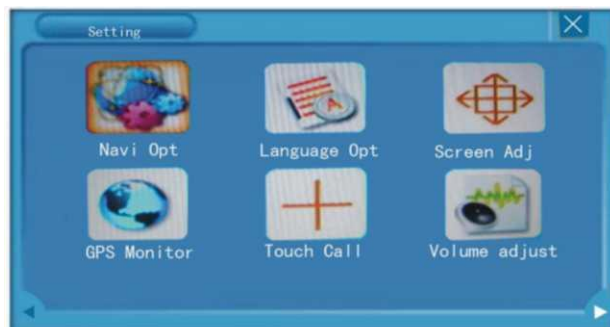 Setting
Navi Opt
Language Opt
Screen Adj
GPS Monitor
Touch Call
Volume adjust